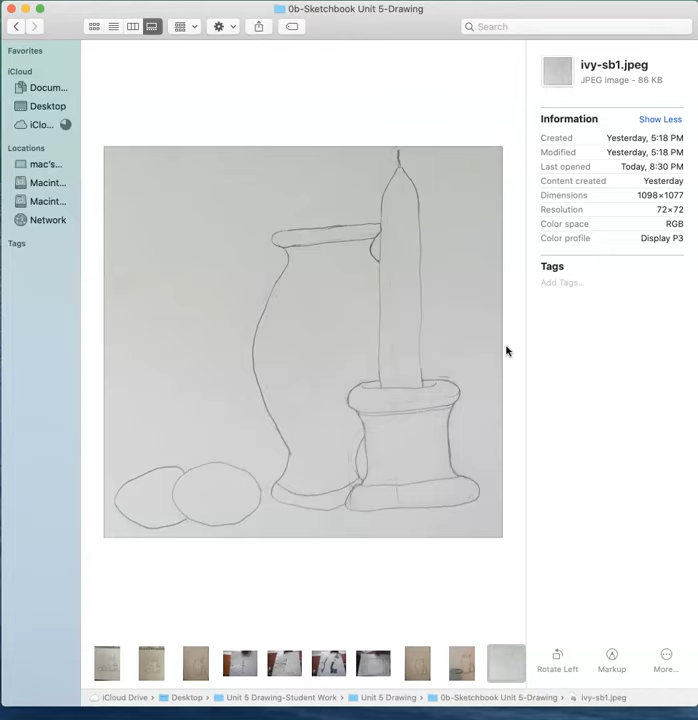 0b-Sketchbook Unit 5-Drawing
Search
Favorites
iCloud
Docum...
Desktop
iClo...
Locations
mac's...
Macint...
Macint...
Network
Tags
ivy-sb1.jpeg
JPEG image - 86 KB
Information Show Less
Created Yesterday, 5:18 PM
Modified Yesterday, 5:18 PM
Last opened Today, 8:30 PM
Content created Yesterday
Dimensions 1098×1077
Resolution 72×72
Color space RGB
Color profile Display P3
Tags
Add Tags...
Rotate Left Markup More...
iCloud Drive › Desktop › Unit 5 Drawing-Student Work › Unit 5 Drawing › 0b-Sketchbook Unit 5-Drawing › ivy-sb1.jpeg